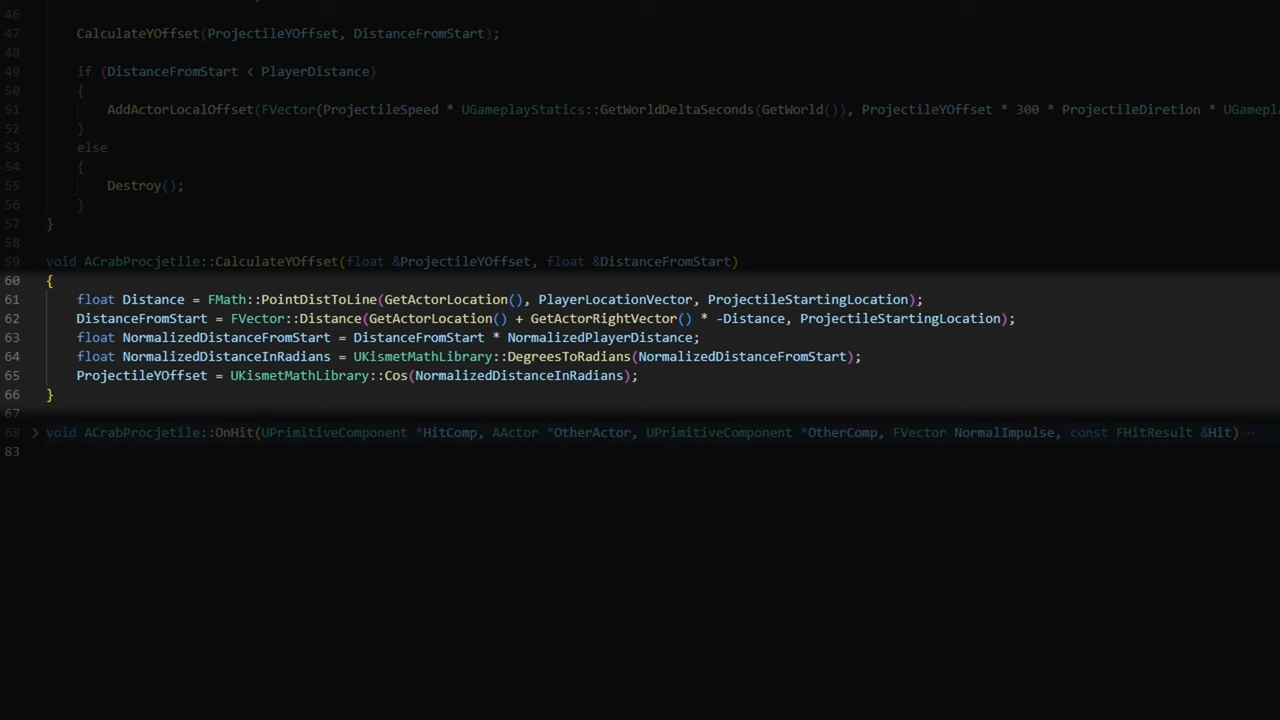 46
47 CalculateYOffset(ProjectileYOffset, DistanceFromStart);
48
49 if (DistanceFromStart < PlayerDistance)
50 {
51 AddActorLocalOffset(FVector(ProjectileSpeed * UGameplayStatics::GetWorldDeltaSeconds(GetWorld()), ProjectileYOffset * 300 * ProjectileDiretion * UGamepl
52 }
53 else
54 {
55 Destroy();
56 }
57 }
58
59 void ACrabProcjetile::CalculateYOffset(float &ProjectileYOffset, float &DistanceFromStart)
60 {
61 float Distance = FMath::PointDistToLine(GetActorLocation(), PlayerLocationVector, ProjectileStartingLocation);
62 DistanceFromStart = FVector::Distance(GetActorLocation() + GetActorRightVector() * -Distance, ProjectileStartingLocation);
63 float NormalizedDistanceFromStart = DistanceFromStart * NormalizedPlayerDistance;
64 float NormalizedDistanceInRadians = UKismetMathLibrary::DegreesToRadians(NormalizedDistanceFromStart);
65 ProjectileYOffset = UKismetMathLibrary::Cos(NormalizedDistanceInRadians);
66 }
67
68 > void ACrabProcjetile::OnHit(UPrimitiveComponent *HitComp, AActor *OtherActor, UPrimitiveComponent *OtherComp, FVector NormalImpulse, const FHitResult &Hit) ···
83